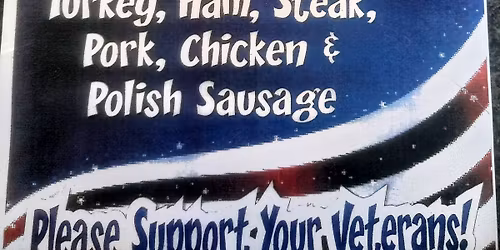 Turkey, Ham, Steak,
Pork, Chicken &
Polish Sausage
Please Support Your Veterans!